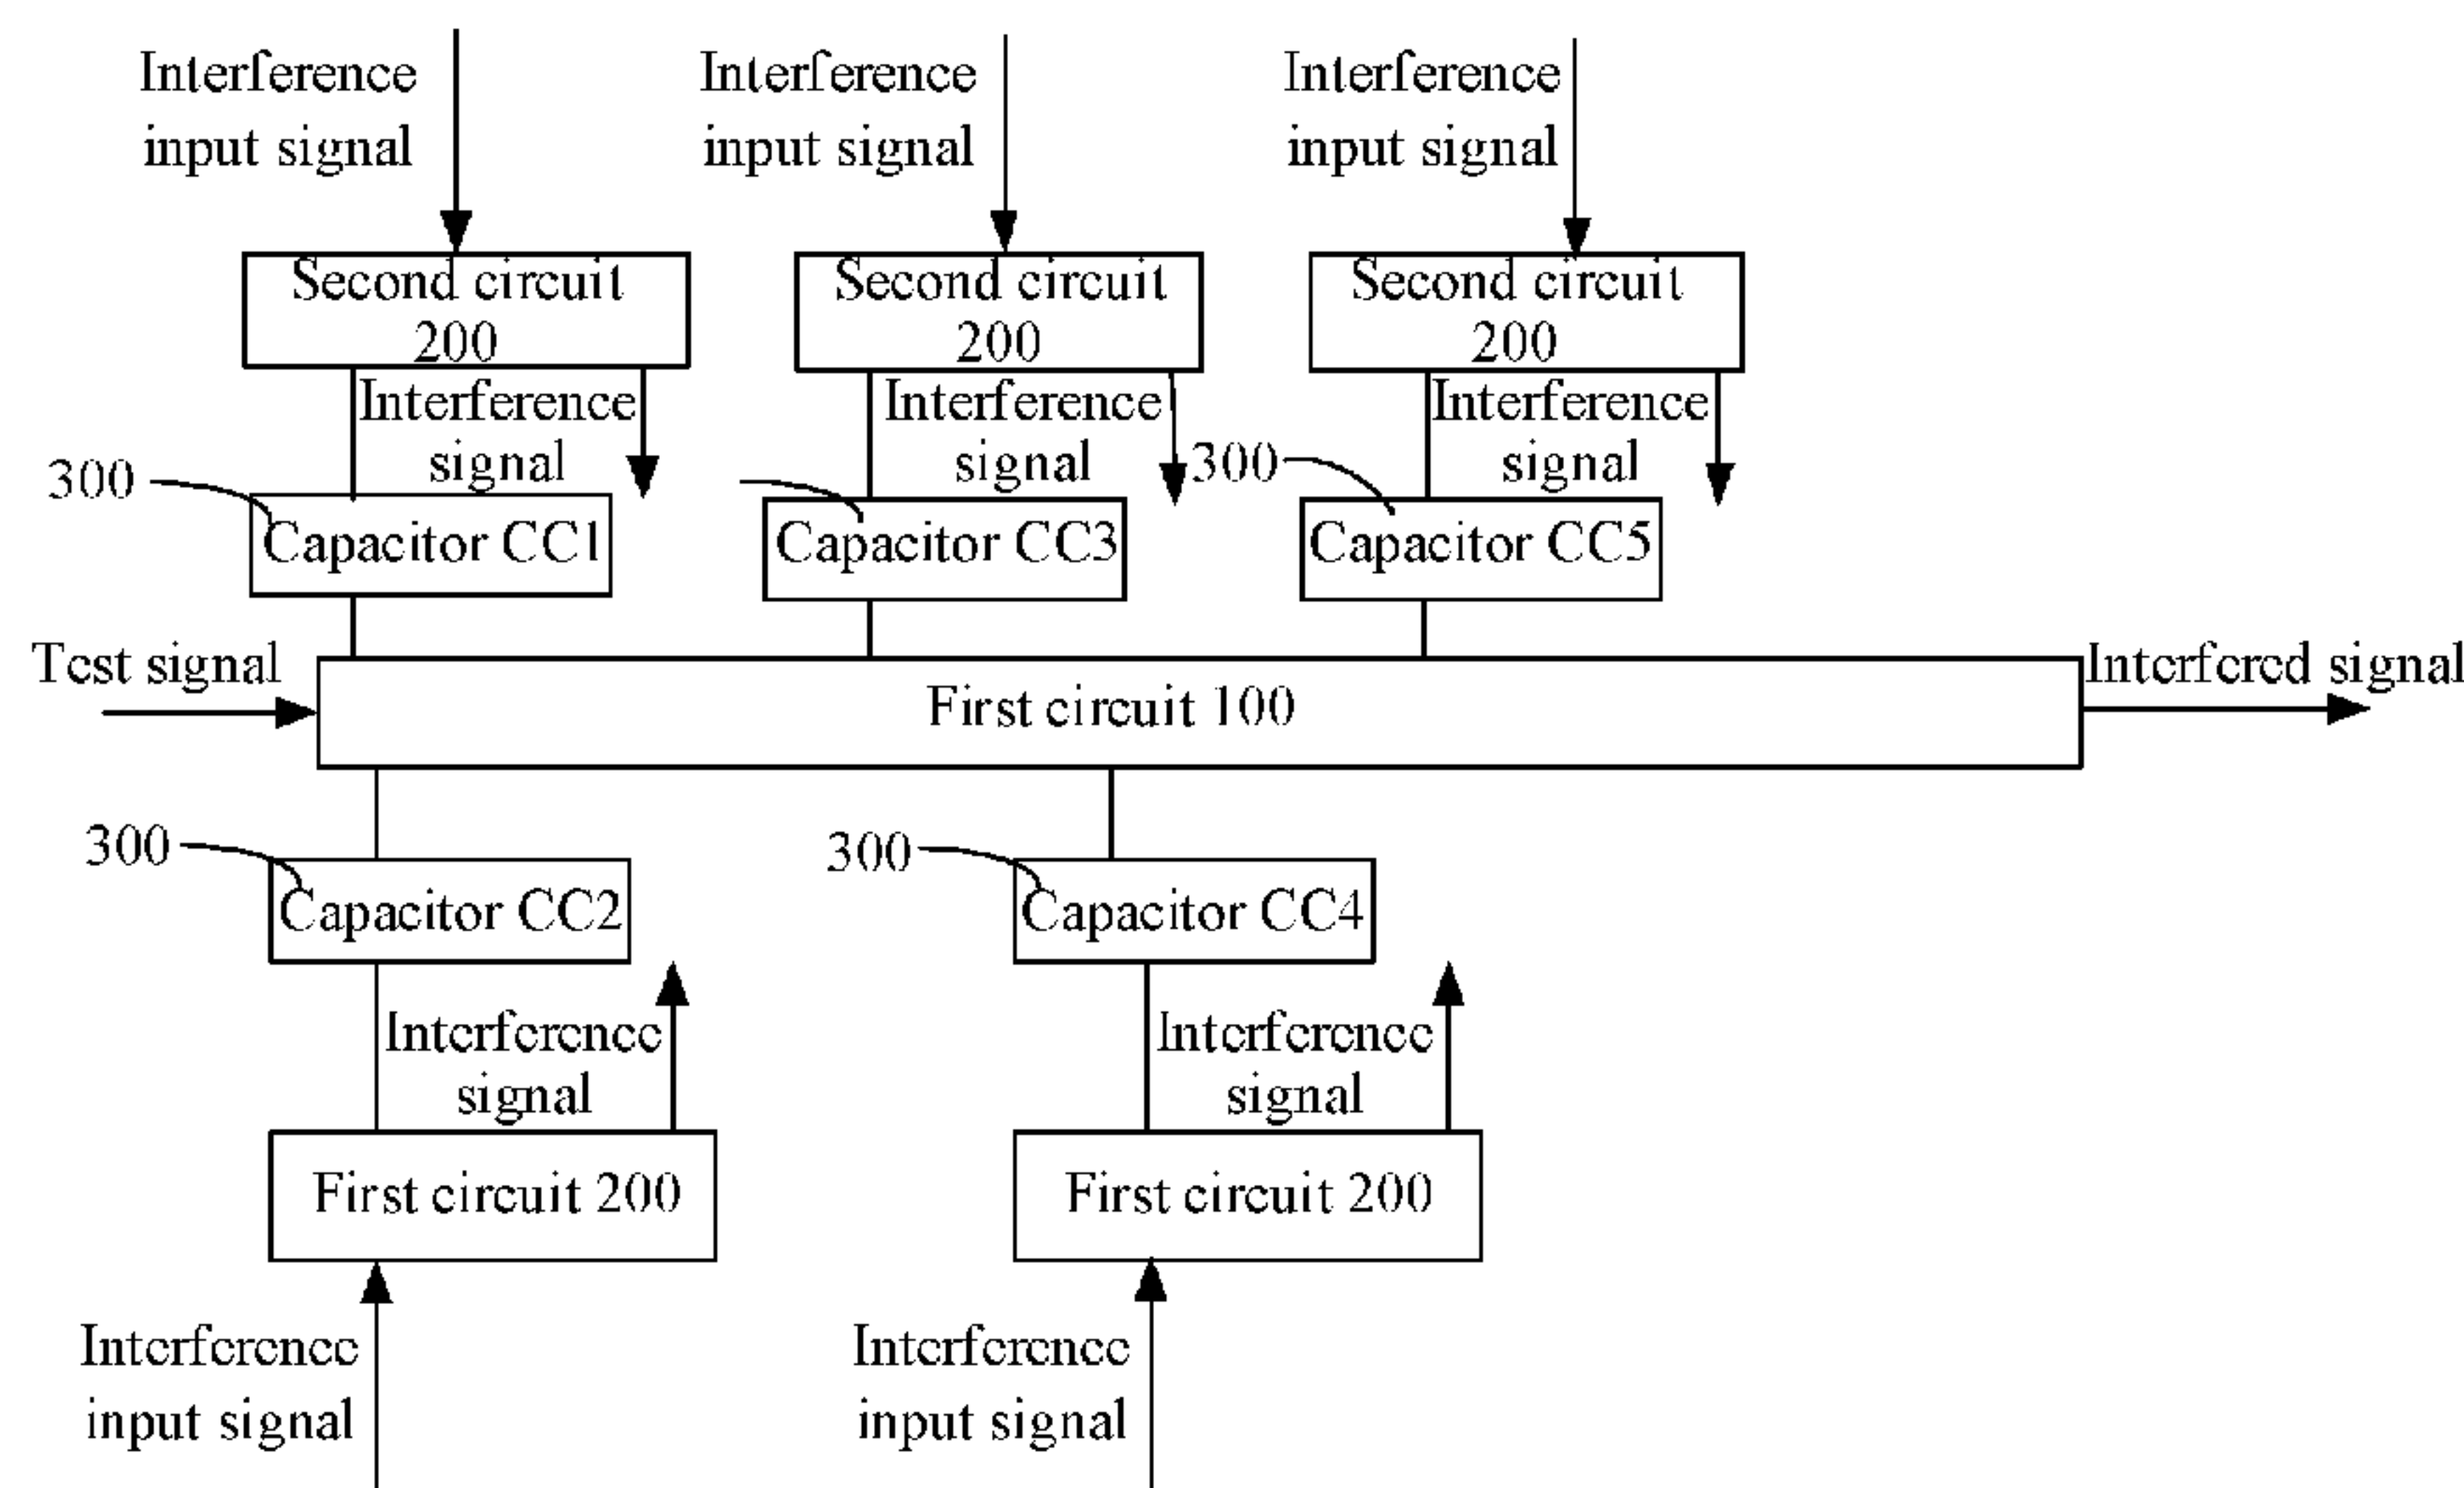 Interference
input signal
Interference
input signal
Interference
input signal
Second circuit
200
Second circuit
200
Second circuit
200
Interference
signal
Interference
signal
Interference
signal
300
300
Capacitor CC1
Capacitor CC3
Capacitor CC5
Test signal
First circuit 100
Interfered signal
300
300
Capacitor CC2
Capacitor CC4
Interference
signal
Interference
signal
First circuit 200
First circuit 200
Interference
input signal
Interference
input signal